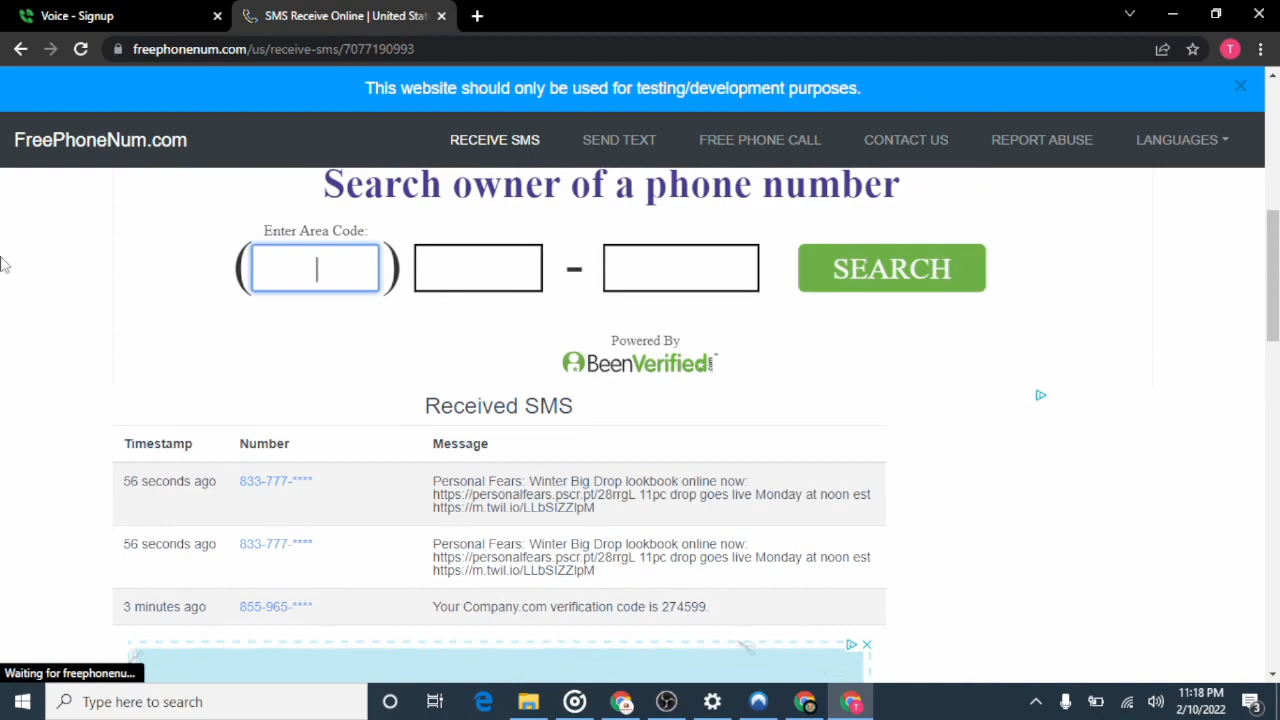 Voice - Signup
SMS Receive Online | United Stat
freephonenum.com/us/receive-sms/7077190993
T
This website should only be used for testing/development purposes.
FreePhoneNum.com
RECEIVE SMS
SEND TEXT
FREE PHONE CALL
CONTACT US
REPORT ABUSE
LANGUAGES
Search owner of a phone number
Enter Area Code:
( ) -
SEARCH
Powered By
BeenVerified.com
Received SMS
Timestamp Number Message
56 seconds ago 833-777-**** Personal Fears: Winter Big Drop lookbook online now:
https://personalfears.pscr.pt/28rrgL 11pc drop goes live Monday at noon est
https://m.twil.io/LLbSIZZlpM
56 seconds ago 833-777-**** Personal Fears: Winter Big Drop lookbook online now:
https://personalfears.pscr.pt/28rrgL 11pc drop goes live Monday at noon est
https://m.twil.io/LLbSIZZlpM
3 minutes ago 855-965-**** Your Company.com verification code is 274599.
Waiting for freephonenu...
Type here to search
T
11:18 PM
2/10/2022
3